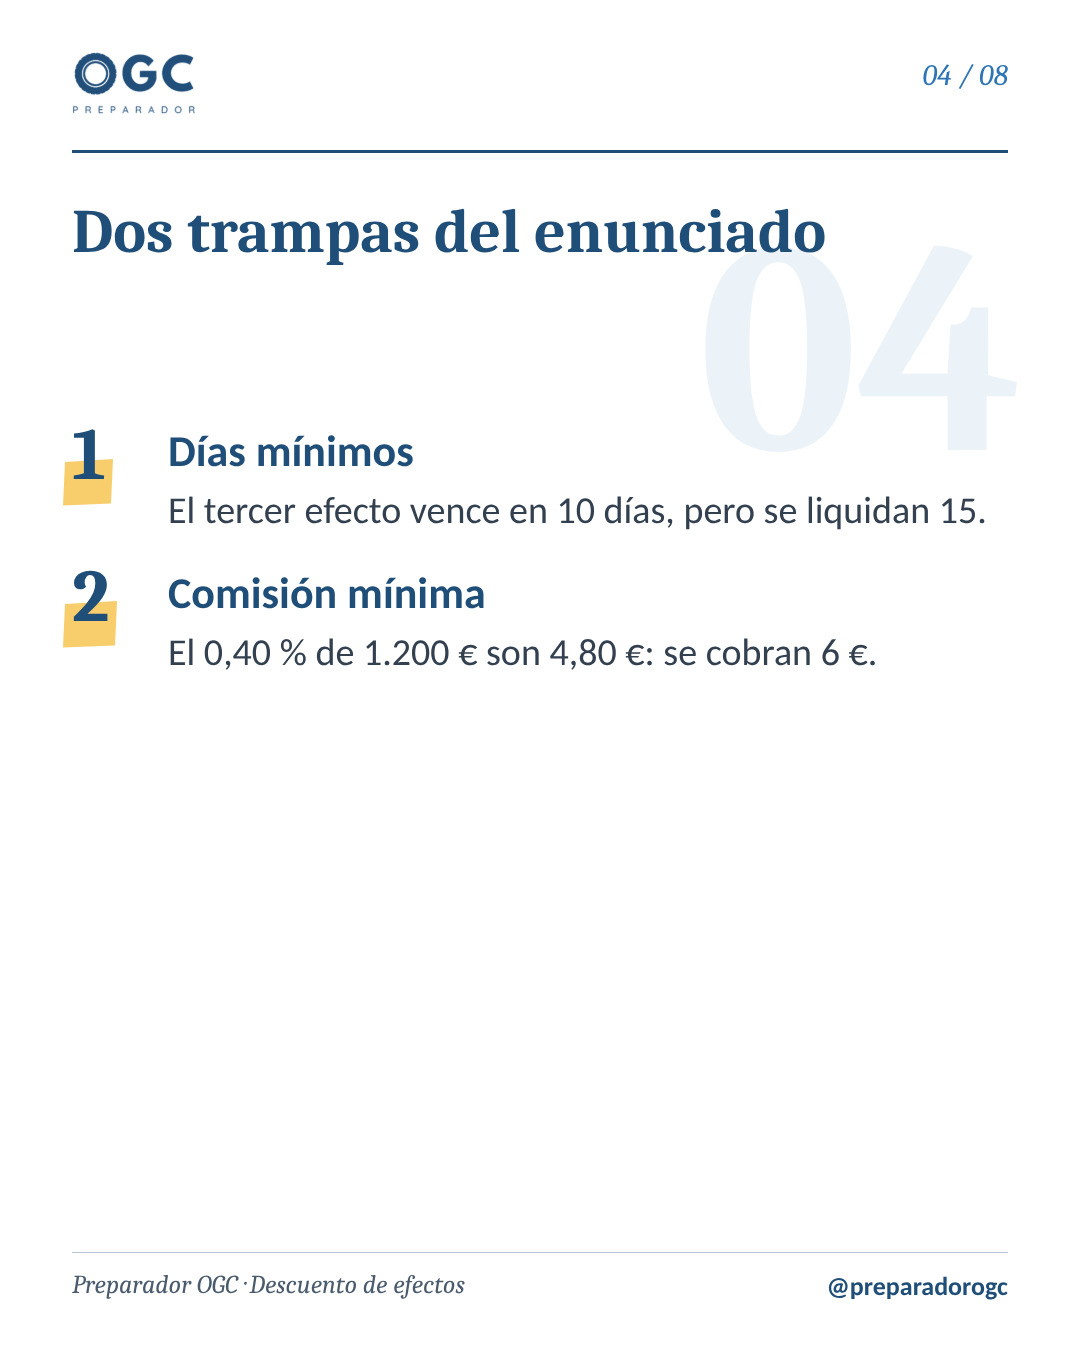 OGC
PREPARADOR
04 / 08
Dos trampas del enunciado
04
1
Días mínimos
El tercer efecto vence en 10 días, pero se liquidan 15.
2
Comisión mínima
El 0,40 % de 1.200 € son 4,80 €: se cobran 6 €.
Preparador OGC · Descuento de efectos
@preparadorogc